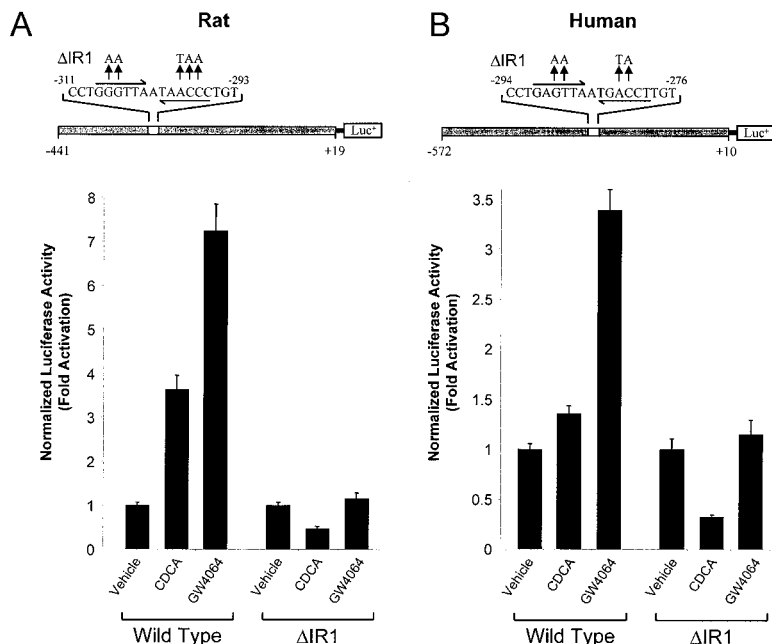 A
Rat
ΔIR1
AA
TAA
-311
-293
CCTGGGTTAATAACCCTGT
Luc+
-441
+19
Normalized Luciferase Activity
(Fold Activation)
8
7
6
5
4
3
2
1
0
Vehicle
CDCA
GW4064
Vehicle
CDCA
GW4064
Wild Type
ΔIR1
B
Human
ΔIR1
AA
TA
-294
-276
CCTGAGTTAATGACCTTGT
Luc+
-572
+10
Normalized Luciferase Activity
(Fold Activation)
3.5
3
2.5
2
1.5
1
0.5
0
Vehicle
CDCA
GW4064
Vehicle
CDCA
GW4064
Wild Type
ΔIR1